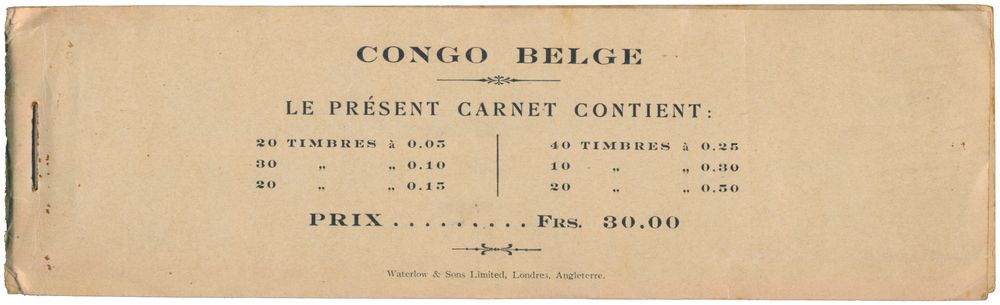 CONGO BELGE
LE PRÉSENT CARNET CONTIENT:
20 TIMBRES à 0.05
30 „ „ 0.10
20 „ „ 0.15
40 TIMBRES à 0.25
10 „ „ 0.30
20 „ „ 0.50
PRIX ......... FRS. 30.00
Waterlow & Sons Limited, Londres, Angleterre.